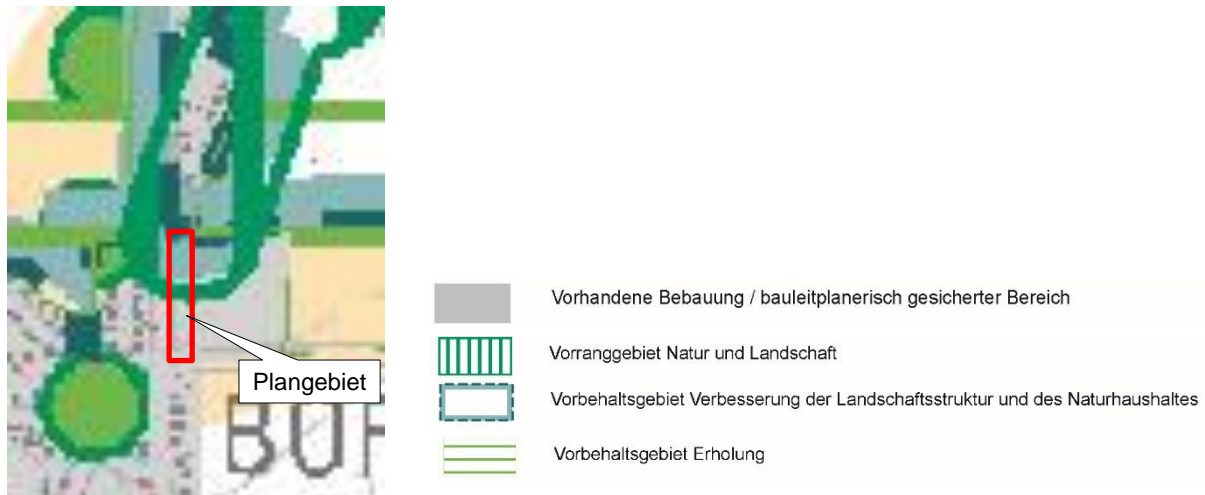 Plangebiet
BUH
Vorhandene Bebauung / bauleitplanerisch gesicherter Bereich
Vorranggebiet Natur und Landschaft
Vorbehaltsgebiet Verbesserung der Landschaftsstruktur und des Naturhaushaltes
Vorbehaltsgebiet Erholung